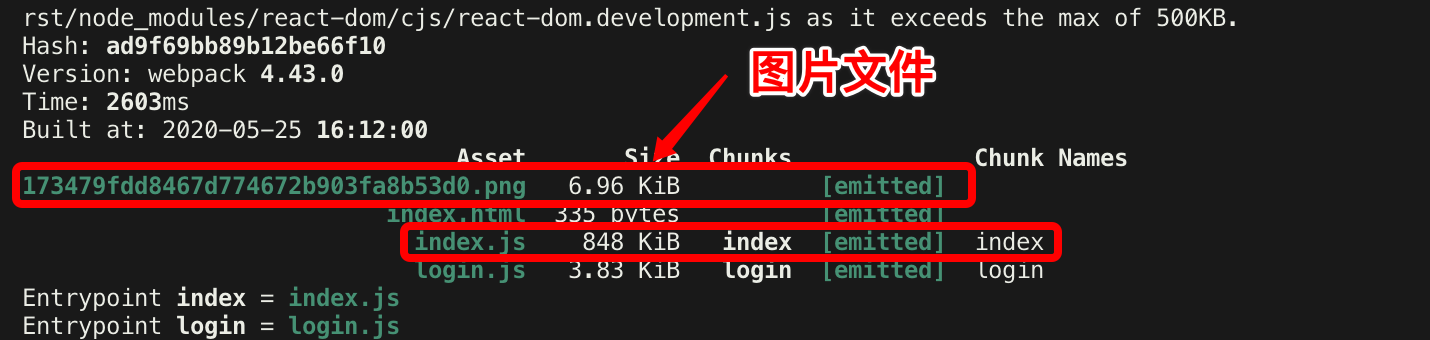 rst/node_modules/react-dom/cjs/react-dom.development.js as it exceeds the max of 500KB.
Hash: ad9f69bb89b12be66f10
图片文件
Version: webpack 4.43.0
Time: 2603ms
Built at: 2020-05-25 16:12:00
Asset Size Chunks Chunk Names
173479fdd8467d774672b903fa8b53d0.png 6.96 KiB [emitted]
index.html 335 bytes [emitted]
index.js 848 KiB index [emitted] index
login.js 3.83 KiB login [emitted] login
Entrypoint index = index.js
Entrypoint login = login.js